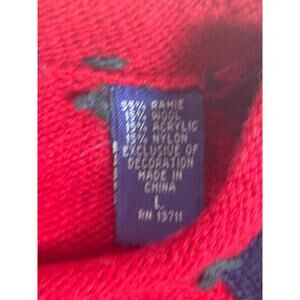 55% RAMIE
15% WOOL
15% ACRYLIC
15% NYLON
EXCLUSIVE OF
DECORATION
MADE IN
CHINA
L
RN 13711